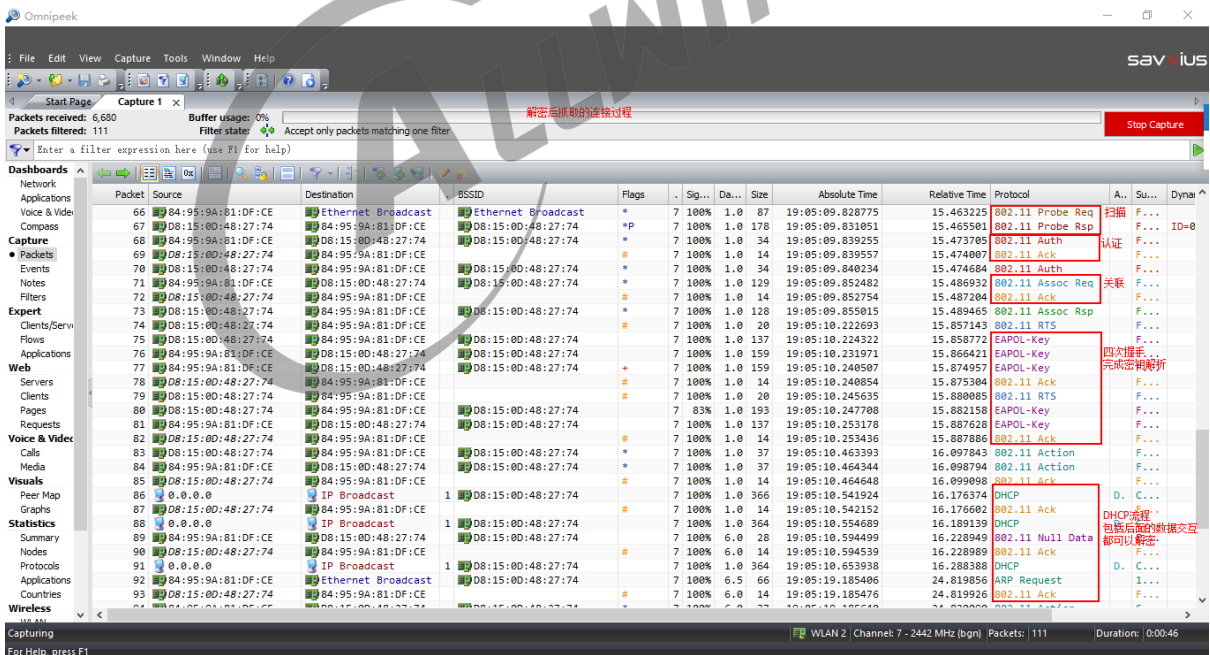 Omnipeek
File Edit View Capture Tools Window Help
savvius
Start Page Capture 1
Packets received: 6,680 Buffer usage: 0%
Packets filtered: 111 Filter state: Accept only packets matching one filter
解密后抓取的连接过程
Stop Capture
Enter a filter expression here (use F1 for help)
ALLWI
Dashboards
Network
Applications
Voice & Vide
Compass
Capture
Packets
Events
Notes
Filters
Expert
Clients/Serv
Flows
Applications
Web
Servers
Clients
Pages
Requests
Voice & Videc
Calls
Media
Visuals
Peer Map
Graphs
Statistics
Summary
Nodes
Protocols
Applications
Countries
Wireless
WLAN
Packet Source Destination BSSID Flags . Sig... Da... Size Absolute Time Relative Time Protocol A.. Su... Dynar
66 84:95:9A:81:DF:CE Ethernet Broadcast Ethernet Broadcast * 7 100% 1.0 87 19:05:09.828775 15.463225 802.11 Probe Req 扫描 F...
67 D8:15:0D:48:27:74 84:95:9A:81:DF:CE D8:15:0D:48:27:74 *P 7 100% 1.0 178 19:05:09.831051 15.465501 802.11 Probe Rsp F... ID=0
68 84:95:9A:81:DF:CE D8:15:0D:48:27:74 D8:15:0D:48:27:74 * 7 100% 1.0 34 19:05:09.839255 15.473705 802.11 Auth 认证 F...
69 D8:15:0D:48:27:74 84:95:9A:81:DF:CE # 7 100% 1.0 14 19:05:09.839557 15.474007 802.11 Ack F...
70 D8:15:0D:48:27:74 84:95:9A:81:DF:CE D8:15:0D:48:27:74 * 7 100% 1.0 34 19:05:09.840234 15.474684 802.11 Auth F...
71 84:95:9A:81:DF:CE D8:15:0D:48:27:74 D8:15:0D:48:27:74 * 7 100% 1.0 129 19:05:09.852482 15.486932 802.11 Assoc Req 关联 F...
72 D8:15:0D:48:27:74 84:95:9A:81:DF:CE # 7 100% 1.0 14 19:05:09.852754 15.487204 802.11 Ack F...
73 D8:15:0D:48:27:74 84:95:9A:81:DF:CE D8:15:0D:48:27:74 * 7 100% 1.0 128 19:05:09.855015 15.489465 802.11 Assoc Rsp F...
74 D8:15:0D:48:27:74 84:95:9A:81:DF:CE # 7 100% 1.0 20 19:05:10.222693 15.857143 802.11 RTS F...
75 D8:15:0D:48:27:74 84:95:9A:81:DF:CE D8:15:0D:48:27:74 7 100% 1.0 137 19:05:10.224322 15.858772 EAPOL-Key F...
76 84:95:9A:81:DF:CE D8:15:0D:48:27:74 D8:15:0D:48:27:74 7 100% 1.0 159 19:05:10.231971 15.866421 EAPOL-Key 四次握手
77 84:95:9A:81:DF:CE D8:15:0D:48:27:74 D8:15:0D:48:27:74 + 7 100% 1.0 159 19:05:10.240507 15.874957 EAPOL-Key 完成密钥解析
78 D8:15:0D:48:27:74 84:95:9A:81:DF:CE # 7 100% 1.0 14 19:05:10.240854 15.875304 802.11 Ack F...
79 D8:15:0D:48:27:74 84:95:9A:81:DF:CE # 7 100% 1.0 20 19:05:10.245635 15.880085 802.11 RTS F...
80 D8:15:0D:48:27:74 84:95:9A:81:DF:CE D8:15:0D:48:27:74 7 83% 1.0 193 19:05:10.247708 15.882158 EAPOL-Key F...
81 84:95:9A:81:DF:CE D8:15:0D:48:27:74 D8:15:0D:48:27:74 7 100% 1.0 137 19:05:10.253178 15.887628 EAPOL-Key F...
82 D8:15:0D:48:27:74 84:95:9A:81:DF:CE # 7 100% 1.0 14 19:05:10.253436 15.887886 802.11 Ack F...
83 D8:15:0D:48:27:74 84:95:9A:81:DF:CE D8:15:0D:48:27:74 * 7 100% 1.0 37 19:05:10.463393 16.097843 802.11 Action F...
84 84:95:9A:81:DF:CE D8:15:0D:48:27:74 D8:15:0D:48:27:74 * 7 100% 1.0 37 19:05:10.464344 16.098794 802.11 Action F...
85 D8:15:0D:48:27:74 84:95:9A:81:DF:CE # 7 100% 1.0 14 19:05:10.464648 16.099098 802.11 Ack F...
86 0.0.0.0 IP Broadcast 1 D8:15:0D:48:27:74 7 100% 1.0 366 19:05:10.541924 16.176374 DHCP D. C...
87 D8:15:0D:48:27:74 84:95:9A:81:DF:CE # 7 100% 1.0 14 19:05:10.542152 16.176602 802.11 Ack DHCP流程 F...
88 0.0.0.0 IP Broadcast 1 D8:15:0D:48:27:74 7 100% 1.0 364 19:05:10.554689 16.189139 DHCP 包括后面的数据交互
89 84:95:9A:81:DF:CE D8:15:0D:48:27:74 D8:15:0D:48:27:74 7 100% 6.0 28 19:05:10.594499 16.228949 802.11 Null Data 都可以解密
90 D8:15:0D:48:27:74 84:95:9A:81:DF:CE # 7 100% 6.0 14 19:05:10.594539 16.228989 802.11 Ack F...
91 0.0.0.0 IP Broadcast 1 D8:15:0D:48:27:74 7 100% 1.0 364 19:05:10.653938 16.288388 DHCP D. C...
92 84:95:9A:81:DF:CE Ethernet Broadcast D8:15:0D:48:27:74 7 100% 6.5 66 19:05:19.185406 24.819856 ARP Request 1...
93 D8:15:0D:48:27:74 84:95:9A:81:DF:CE # 7 100% 6.0 14 19:05:19.185476 24.819926 802.11 Ack F...
Capturing WLAN 2 Channel: 7 - 2442 MHz (bgn) Packets: 111 Duration: 0:00:46
For Help, press F1